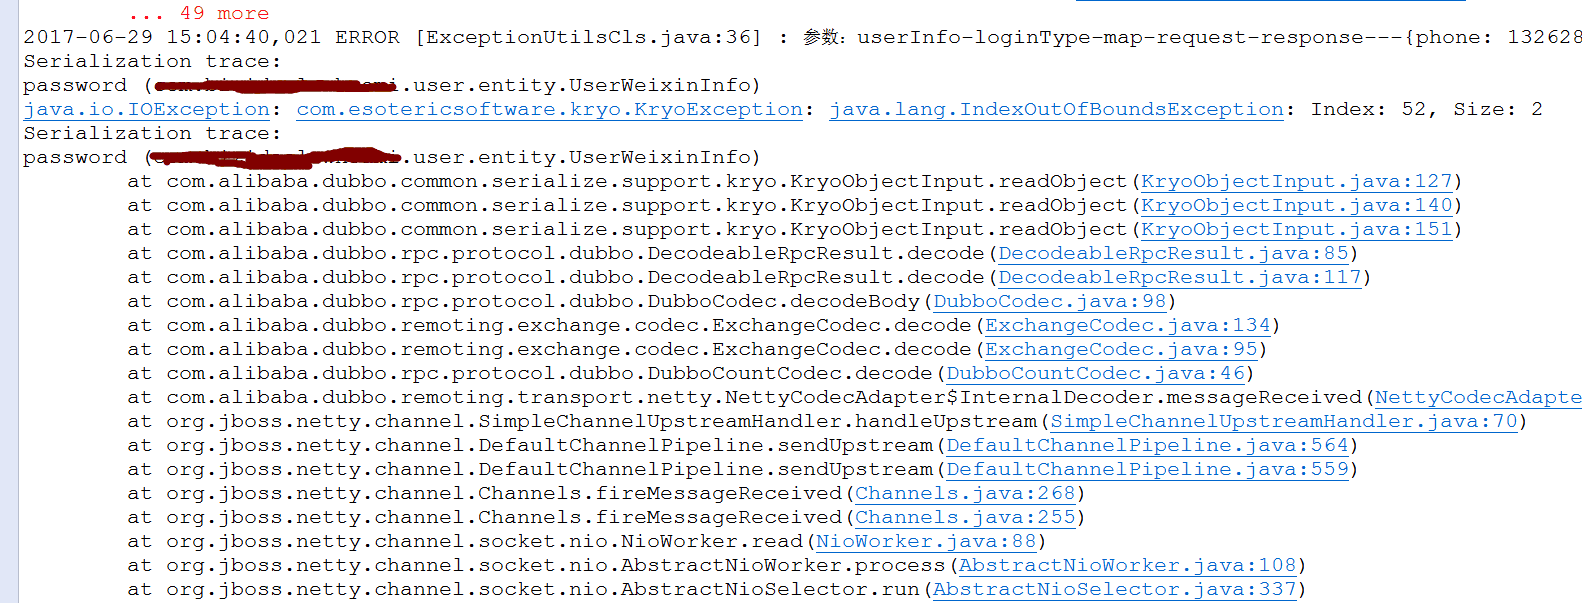 ... 49 more
2017-06-29 15:04:40,021 ERROR [ExceptionUtilsCls.java:36] : 参数：userInfo-loginType-map-request-response---{phone: 132628
Serialization trace:
password (.user.entity.UserWeixinInfo)
java.io.IOException: com.esotericsoftware.kryo.KryoException: java.lang.IndexOutOfBoundsException: Index: 52, Size: 2
Serialization trace:
password (.user.entity.UserWeixinInfo)
at com.alibaba.dubbo.common.serialize.support.kryo.KryoObjectInput.readObject(KryoObjectInput.java:127)
at com.alibaba.dubbo.common.serialize.support.kryo.KryoObjectInput.readObject(KryoObjectInput.java:140)
at com.alibaba.dubbo.common.serialize.support.kryo.KryoObjectInput.readObject(KryoObjectInput.java:151)
at com.alibaba.dubbo.rpc.protocol.dubbo.DecodeableRpcResult.decode(DecodeableRpcResult.java:85)
at com.alibaba.dubbo.rpc.protocol.dubbo.DecodeableRpcResult.decode(DecodeableRpcResult.java:117)
at com.alibaba.dubbo.rpc.protocol.dubbo.DubboCodec.decodeBody(DubboCodec.java:98)
at com.alibaba.dubbo.remoting.exchange.codec.ExchangeCodec.decode(ExchangeCodec.java:134)
at com.alibaba.dubbo.remoting.exchange.codec.ExchangeCodec.decode(ExchangeCodec.java:95)
at com.alibaba.dubbo.rpc.protocol.dubbo.DubboCountCodec.decode(DubboCountCodec.java:46)
at com.alibaba.dubbo.remoting.transport.netty.NettyCodecAdapter$InternalDecoder.messageReceived(NettyCodecAdapte
at org.jboss.netty.channel.SimpleChannelUpstreamHandler.handleUpstream(SimpleChannelUpstreamHandler.java:70)
at org.jboss.netty.channel.DefaultChannelPipeline.sendUpstream(DefaultChannelPipeline.java:564)
at org.jboss.netty.channel.DefaultChannelPipeline.sendUpstream(DefaultChannelPipeline.java:559)
at org.jboss.netty.channel.Channels.fireMessageReceived(Channels.java:268)
at org.jboss.netty.channel.Channels.fireMessageReceived(Channels.java:255)
at org.jboss.netty.channel.socket.nio.NioWorker.read(NioWorker.java:88)
at org.jboss.netty.channel.socket.nio.AbstractNioWorker.process(AbstractNioWorker.java:108)
at org.jboss.netty.channel.socket.nio.AbstractNioSelector.run(AbstractNioSelector.java:337)